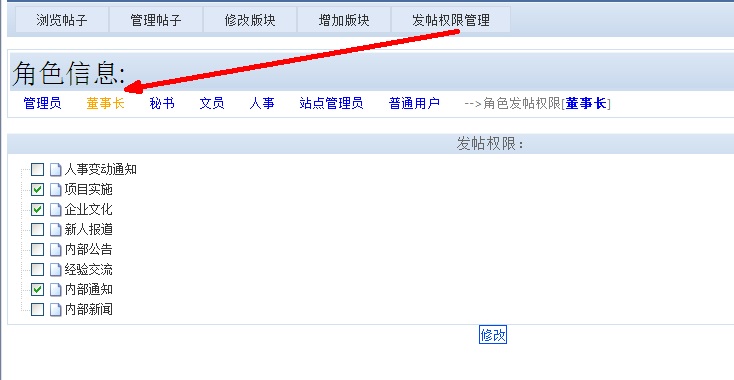 浏览帖子 管理帖子 修改版块 增加版块 发帖权限管理
角色信息:
管理员 董事长 秘书 文员 人事 站点管理员 普通用户 -->角色发帖权限[董事长]
发帖权限：
人事变动通知
项目实施
企业文化
新人报道
内部公告
经验交流
内部通知
内部新闻
修改